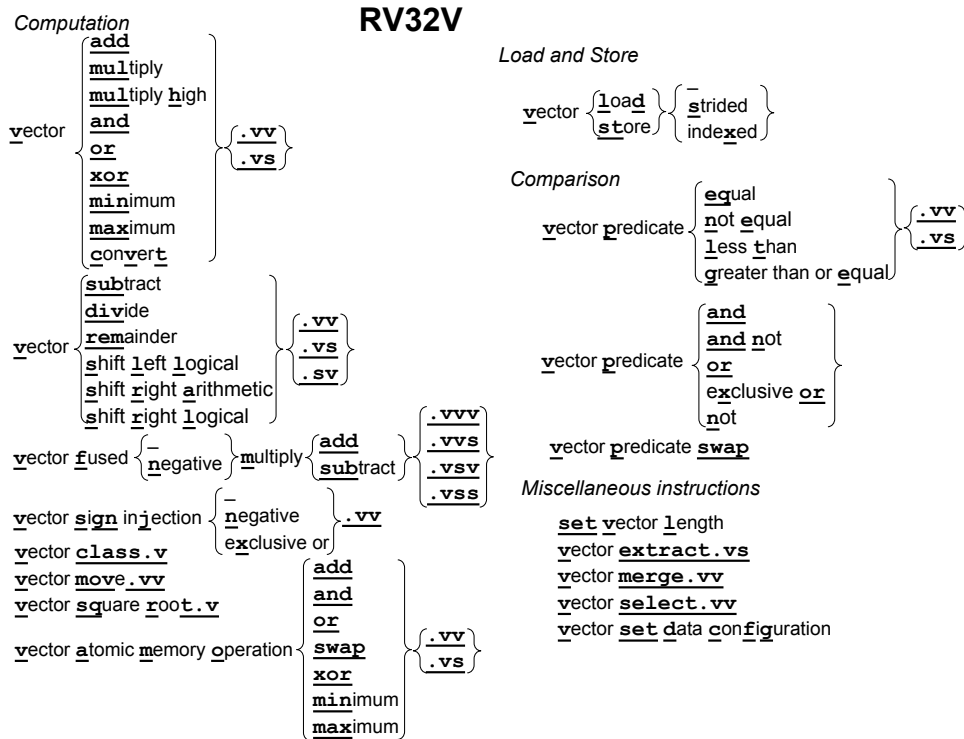 RV32V
Computation
vector
add
multiply
multiply high
and
or
xor
minimum
maximum
convert
.vv
.vs
vector
subtract
divide
remainder
shift left logical
shift right arithmetic
shift right logical
.vv
.vs
.sv
vector fused
–
negative
multiply
add
subtract
.vvv
.vvs
.vsv
.vss
vector sign injection
–
negative
exclusive or
.vv
vector class.v
vector move.vv
vector square root.v
vector atomic memory operation
add
and
or
swap
xor
minimum
maximum
.vv
.vs
Load and Store
vector
load
store
–
strided
indexed
Comparison
vector predicate
equal
not equal
less than
greater than or equal
.vv
.vs
vector predicate
and
and not
or
exclusive or
not
vector predicate swap
Miscellaneous instructions
set vector length
vector extract.vs
vector merge.vv
vector select.vv
vector set data configuration